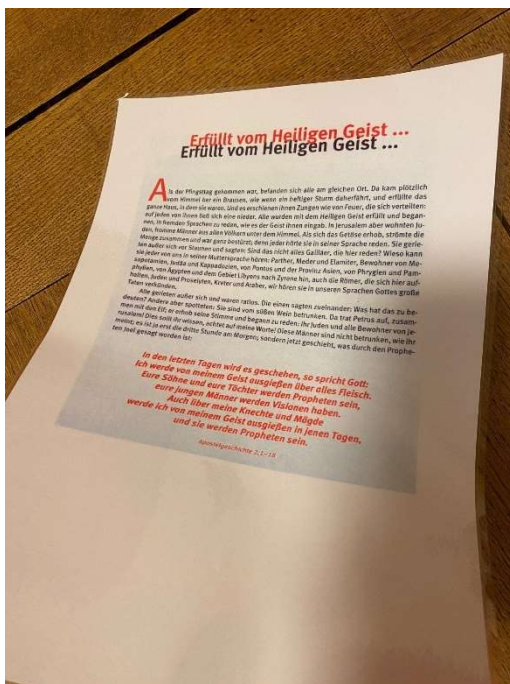 Erfüllt vom Heiligen Geist ...
Erfüllt vom Heiligen Geist ...
Als der Pfingsttag gekommen war, befanden sich alle am gleichen Ort. Da kam plötzlich
vom Himmel her ein Brausen, wie wenn ein heftiger Sturm daherfährt, und erfüllte das
ganze Haus, in dem sie waren. Und es erschienen ihnen Zungen wie von Feuer, die sich verteilten;
auf jeden von ihnen ließ sich eine nieder. Alle wurden mit dem Heiligen Geist erfüllt und began-
nen, in fremden Sprachen zu reden, wie es der Geist ihnen eingab. In Jerusalem aber wohnten Ju-
den, fromme Männer aus allen Völkern unter dem Himmel. Als sich das Getöse erhob, strömte die
Menge zusammen und war ganz bestürzt; denn jeder hörte sie in seiner Sprache reden. Sie gerie-
ten außer sich vor Staunen und sagten: Sind das nicht alles Galiläer, die hier reden? Wieso kann
sie jeder von uns in seiner Muttersprache hören: Parther, Meder und Elamiter, Bewohner von Me-
sopotamien, Judäa und Kappadozien, von Pontus und der Provinz Asien, von Phrygien und Pam-
phylien, von Ägypten und dem Gebiet Libyens nach Zyrene hin, auch die Römer, die sich hier auf-
halten, Juden und Proselyten, Kreter und Araber, wir hören sie in unseren Sprachen Gottes große
Taten verkünden.
Alle gerieten außer sich und waren ratlos. Die einen sagten zueinander: Was hat das zu be-
deuten? Andere aber spotteten: Sie sind vom süßen Wein betrunken. Da trat Petrus auf, zusam-
men mit den Elf; er erhob seine Stimme und begann zu reden: Ihr Juden und alle Bewohner von Je-
rusalem! Dies sollt ihr wissen, achtet auf meine Worte! Diese Männer sind nicht betrunken, wie ihr
meint; es ist ja erst die dritte Stunde am Morgen; sondern jetzt geschieht, was durch den Prophe-
ten Joël gesagt worden ist:
In den letzten Tagen wird es geschehen, so spricht Gott:
Ich werde von meinem Geist ausgießen über alles Fleisch.
Eure Söhne und eure Töchter werden Propheten sein,
eure jungen Männer werden Visionen haben.
Auch über meine Knechte und Mägde
werde ich von meinem Geist ausgießen in jenen Tagen,
und sie werden Propheten sein.
Apostelgeschichte 2,1–18